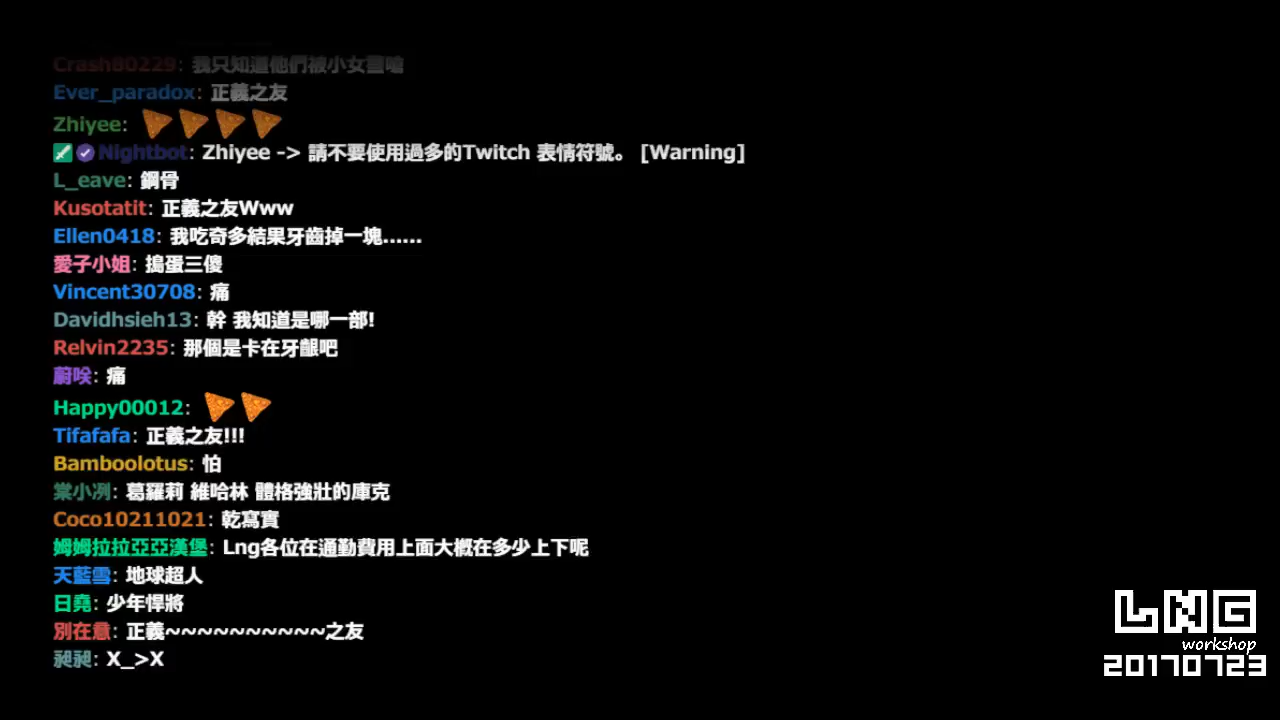 Crash80229: 我只知道他們被小女警嗆
Ever_paradox: 正義之友
Zhiyee:
Nightbot: Zhiyee -> 請不要使用過多的Twitch 表情符號。 [Warning]
L_eave: 鋼骨
Kusotatit: 正義之友Www
Ellen0418: 我吃奇多結果牙齒掉一塊......
愛子小姐: 搗蛋三傻
Vincent30708: 痛
Davidhsieh13: 幹 我知道是哪一部!
Relvin2235: 那個是卡在牙齦吧
蔚咲: 痛
Happy00012:
Tifafafa: 正義之友!!!
Bamboolotus: 怕
棠小冽: 葛羅莉 維哈林 體格強壯的庫克
Coco10211021: 乾寫實
姆姆拉拉亞亞漢堡: Lng各位在通勤費用上面大概在多少上下呢
天藍雪: 地球超人
日堯: 少年悍將
別在意: 正義~~~~~~~~~~之友
昶昶: X_>X
LNG
workshop
20170723